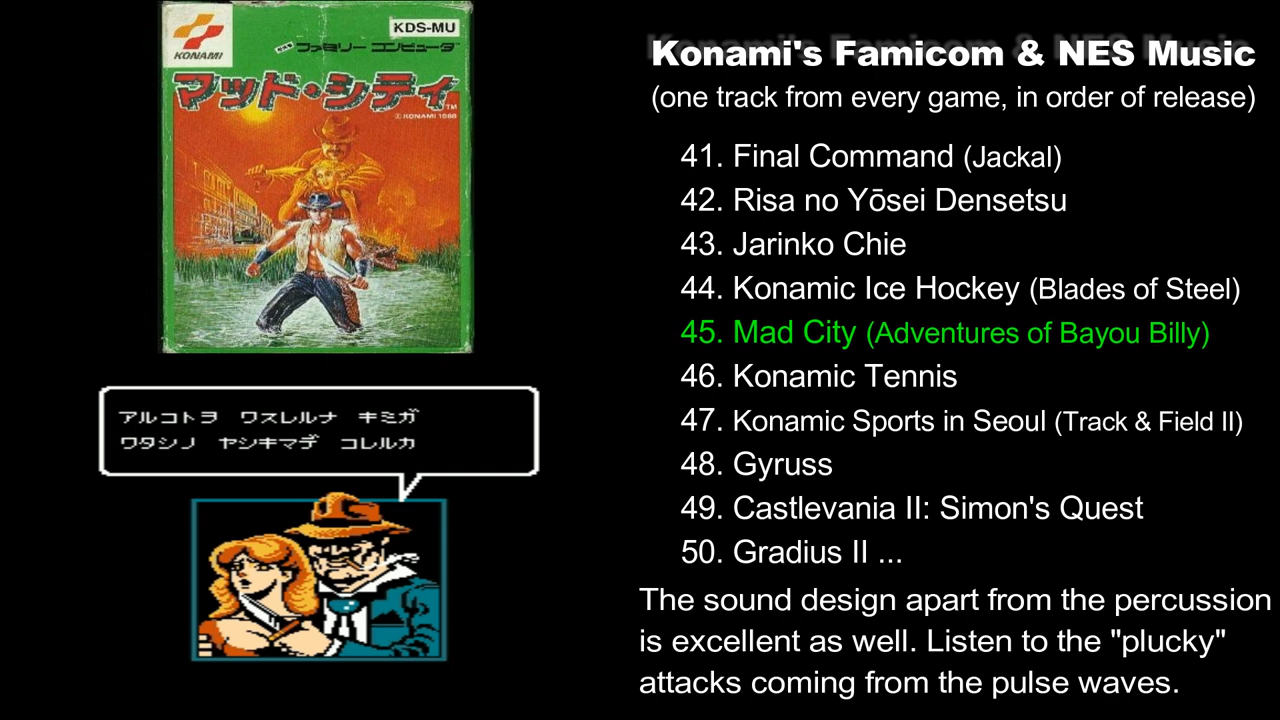 KONAMI
KDS-MU
ファミリー コンピュータ
マッド・シティ
TM
©KONAMI 1988
アルコトヨ ワスレルナ キミガ
ワタシノ ヤシキマデ コレルカ
Konami's Famicom & NES Music
(one track from every game, in order of release)
41. Final Command (Jackal)
42. Risa no Yōsei Densetsu
43. Jarinko Chie
44. Konamic Ice Hockey (Blades of Steel)
45. Mad City (Adventures of Bayou Billy)
46. Konamic Tennis
47. Konamic Sports in Seoul (Track & Field II)
48. Gyruss
49. Castlevania II: Simon's Quest
50. Gradius II ...
The sound design apart from the percussion
is excellent as well. Listen to the "plucky"
attacks coming from the pulse waves.